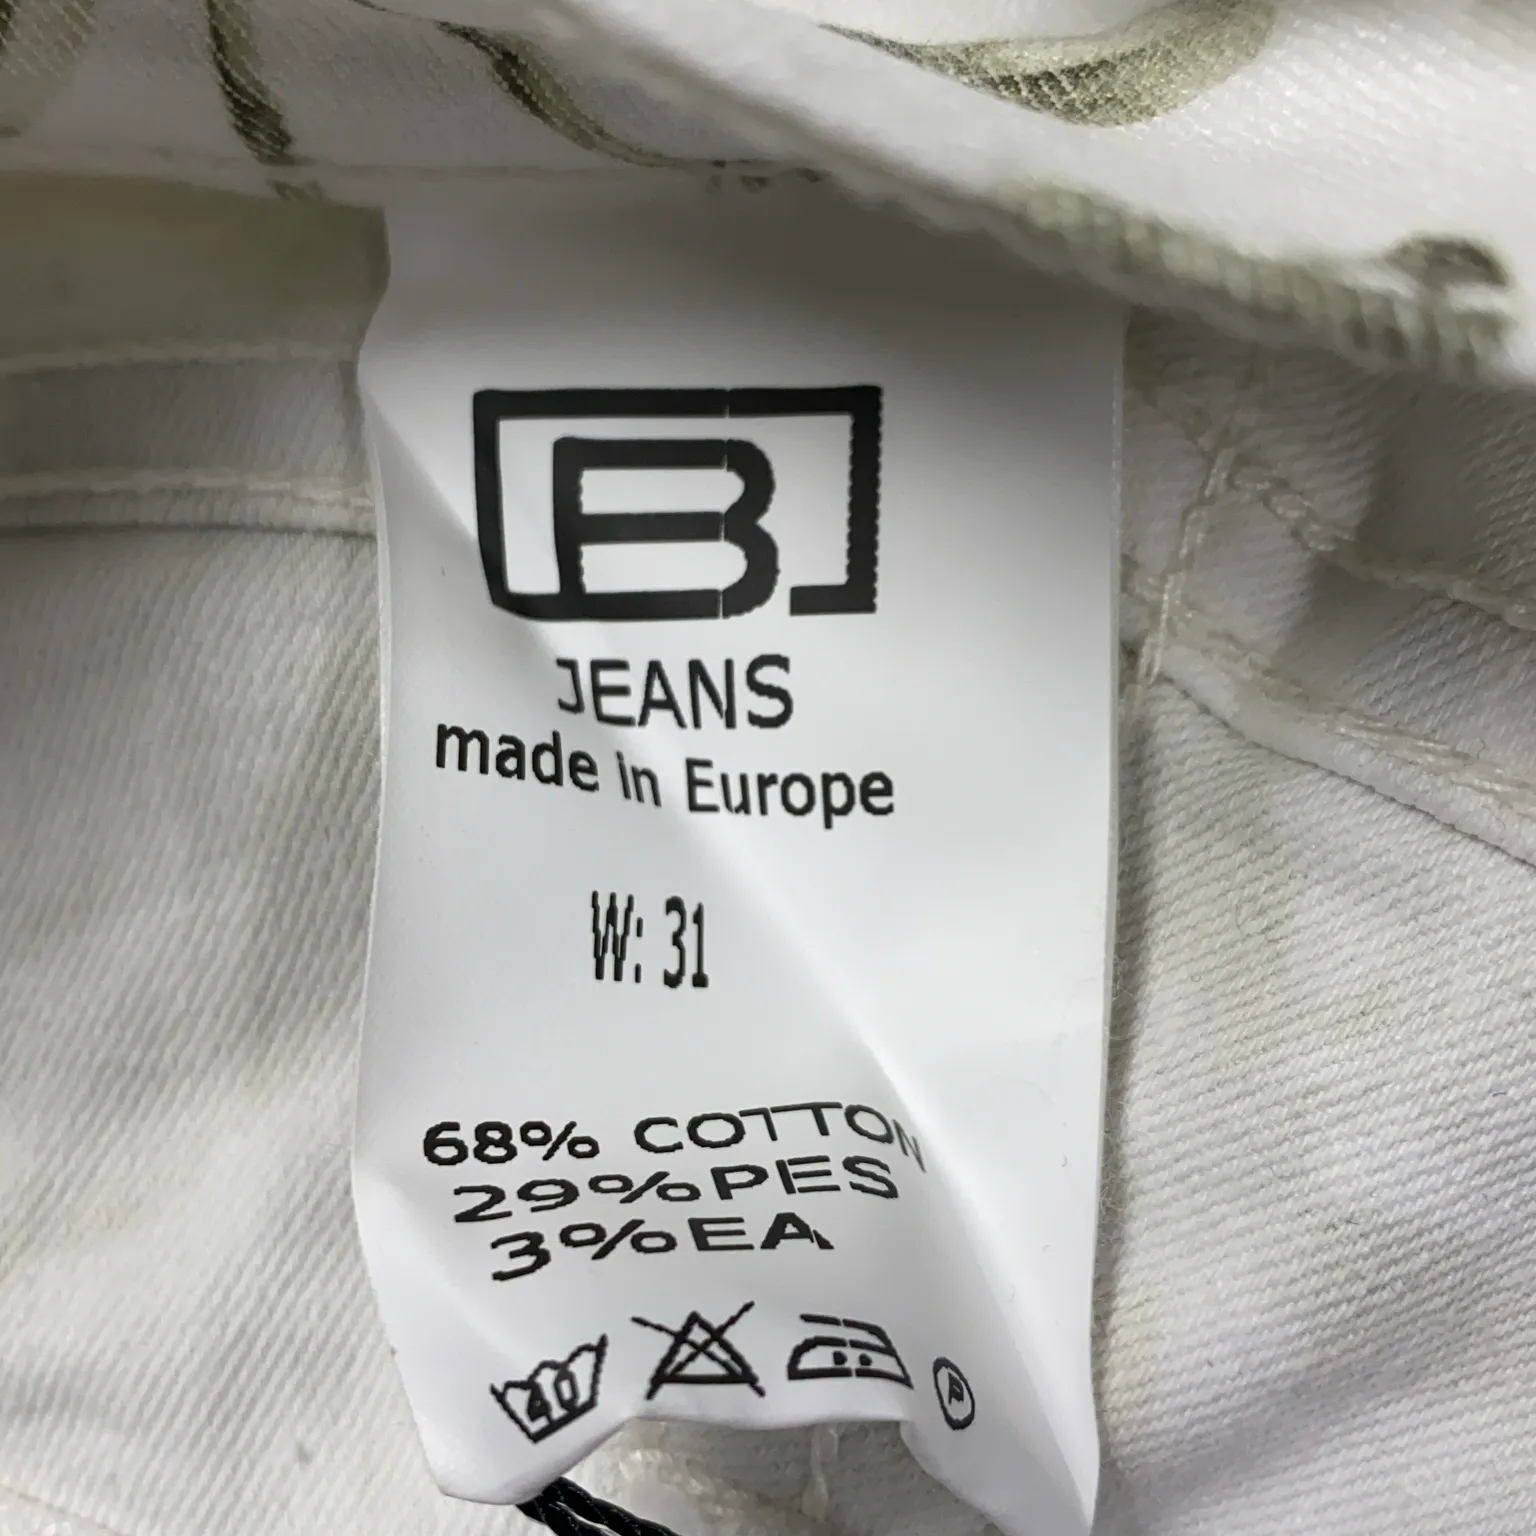 B
JEANS
made in Europe
W: 31
68% COTTON
29%PES
3%EA
40
P